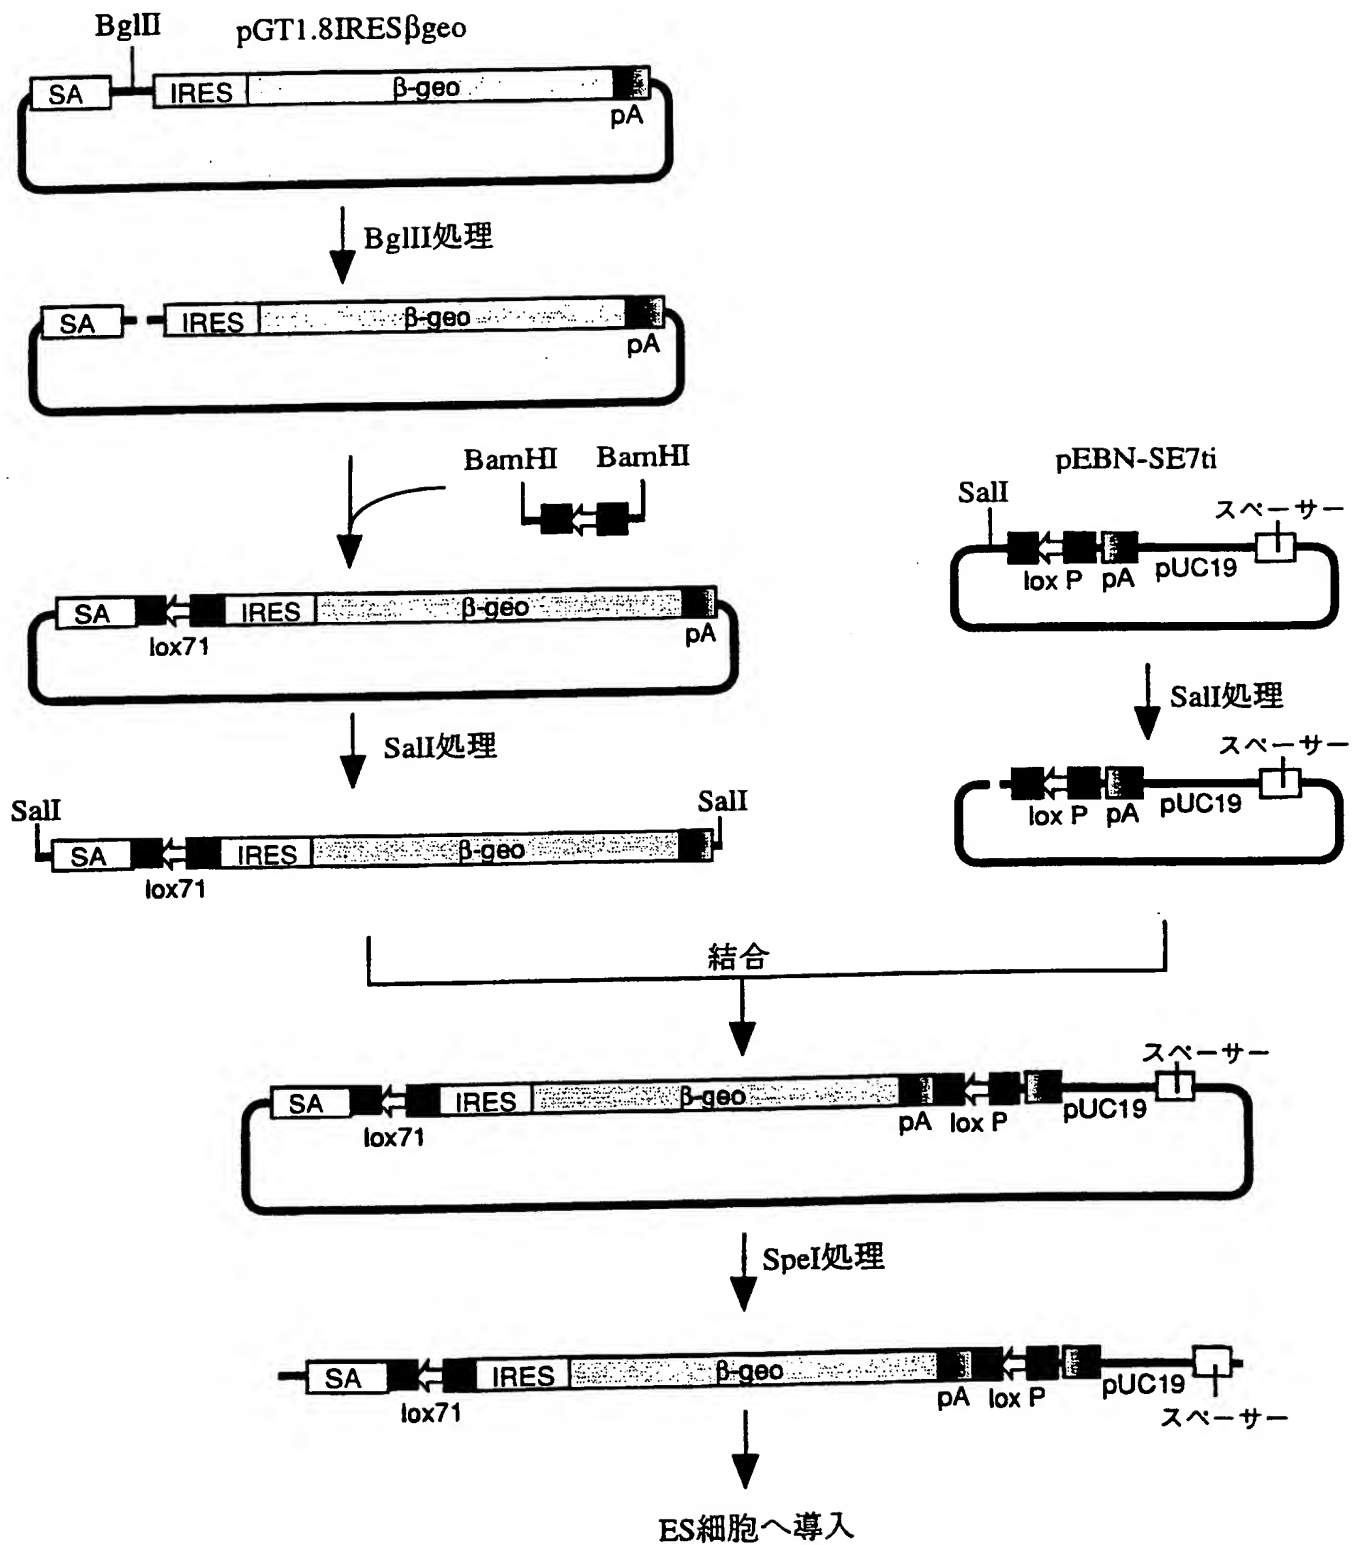 BglII
pGT1.8IRESβgeo
SA
IRES
β-geo
pA
BglII処理
SA
IRES
β-geo
pA
BamHI BamHI
SA
IRES
β-geo
lox71
pA
SalI処理
SalI
SalI
SA
IRES
β-geo
lox71
pEBN-SE7ti
SalI
スペーサー
lox P
pA
pUC19
SalI処理
スペーサー
lox P
pA
pUC19
結合
スペーサー
SA
IRES
β-geo
lox71
pA
lox P
pUC19
SpeI処理
SA
IRES
β-geo
lox71
pA
lox P
pUC19
スペーサー
ES細胞へ導入